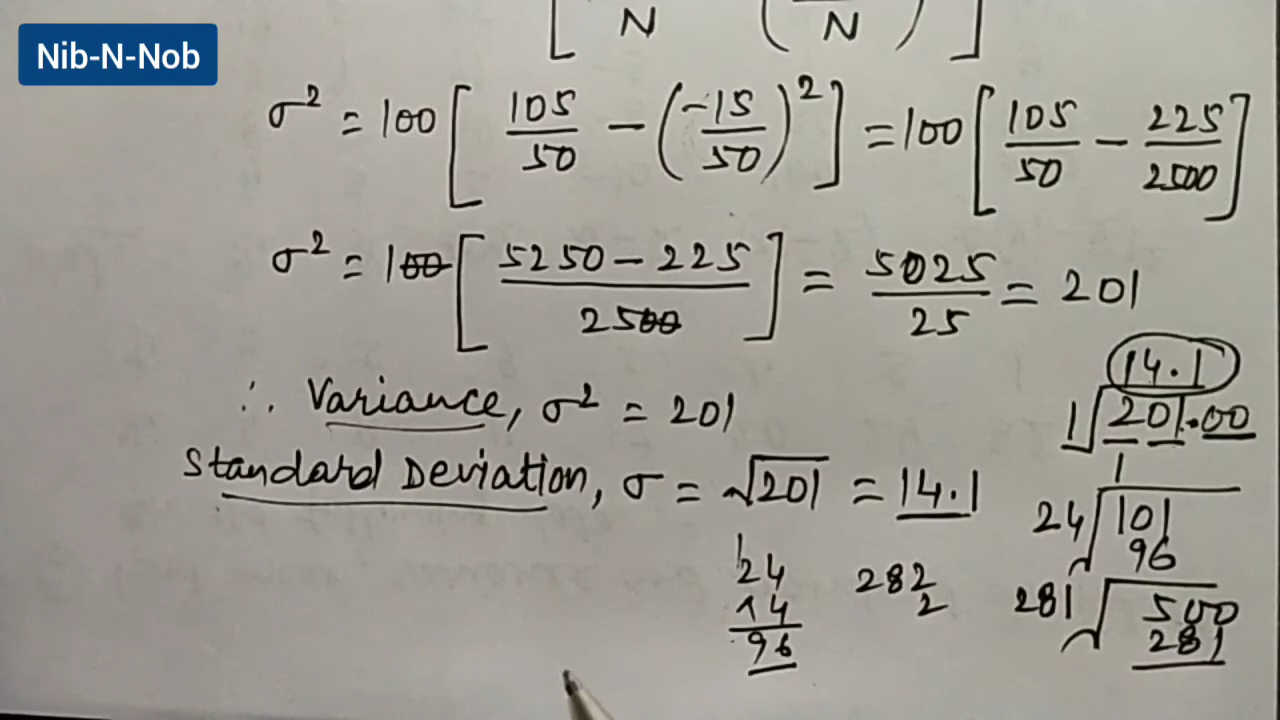 Nib-N-Nob
[ N ( N ) ]
σ² = 100 [ 105/50 − (−15/50)² ] = 100 [ 105/50 − 225/2500 ]
σ² = 100 [ 5250 − 225 / 2500 ] = 5025/25 = 201
∴ Variance, σ² = 201
Standard Deviation, σ = √201 = 14.1
14.1
1 √201.00
1
24 √101
96
281 √500
281
24
×4
96
282
2